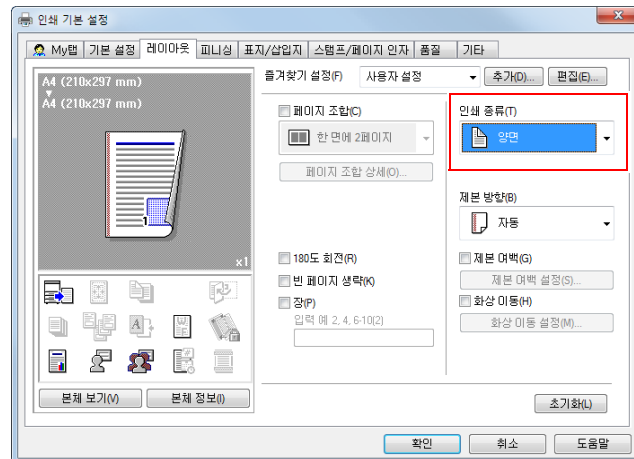 인쇄 기본 설정
My탭 기본 설정 레이아웃 피니싱 표지/삽입지 스탬프/페이지 인자 품질 기타
A4 (210x297 mm)
A4 (210x297 mm)
1
x1
본체 보기(V) 본체 정보(I)
즐겨찾기 설정(F) 사용자 설정 추가(D)... 편집(E)...
페이지 조합(C)
한 면에 2페이지
페이지 조합 상세(O)...
180도 회전(R)
빈 페이지 생략(K)
장(P)
입력 예 2, 4, 6-10(2)
인쇄 종류(T)
양면
제본 방향(B)
자동
제본 여백(G)
제본 여백 설정(S)...
화상 이동(H)
화상 이동 설정(M)...
초기화(L)
확인 취소 도움말